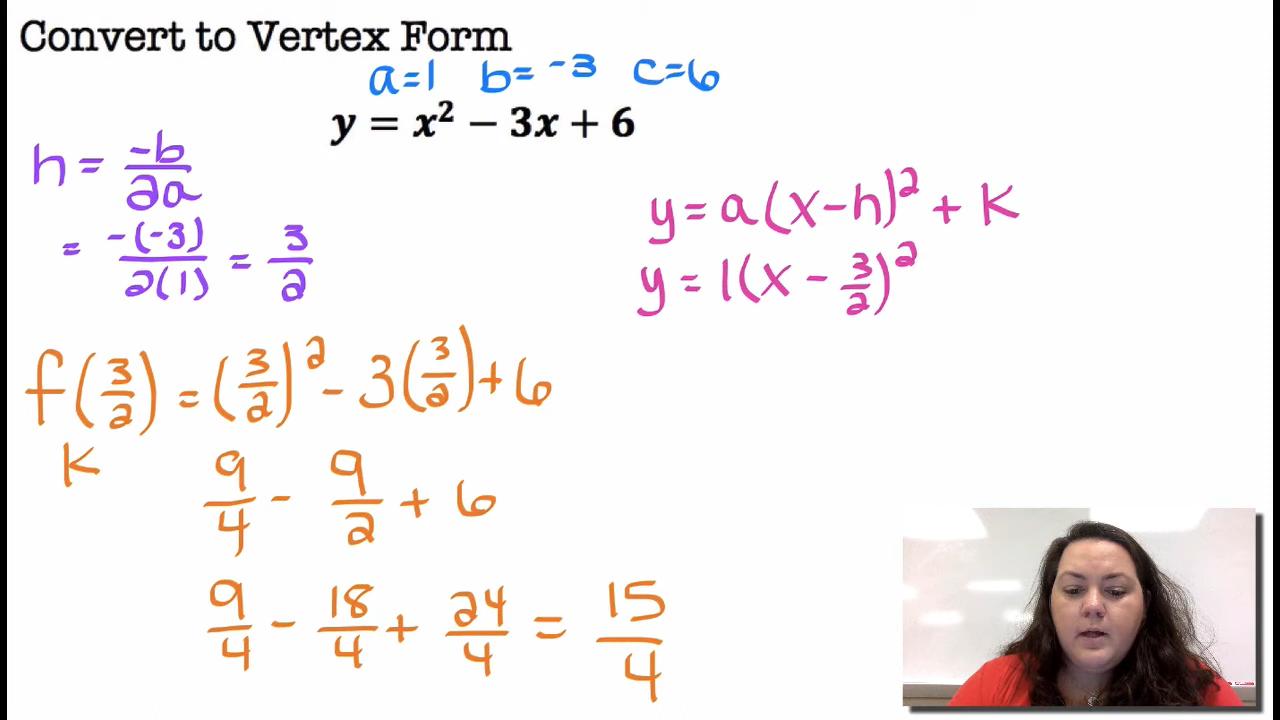 Convert to Vertex Form
a=1 b=-3 c=6
y = x² − 3x + 6
h = -b/2a
= -(-3)/2(1) = 3/2
y = a(x-h)² + k
y = 1(x - 3/2)²
f(3/2) = (3/2)² - 3(3/2) + 6
k
9/4 - 9/2 + 6
9/4 - 18/4 + 24/4 = 15/4